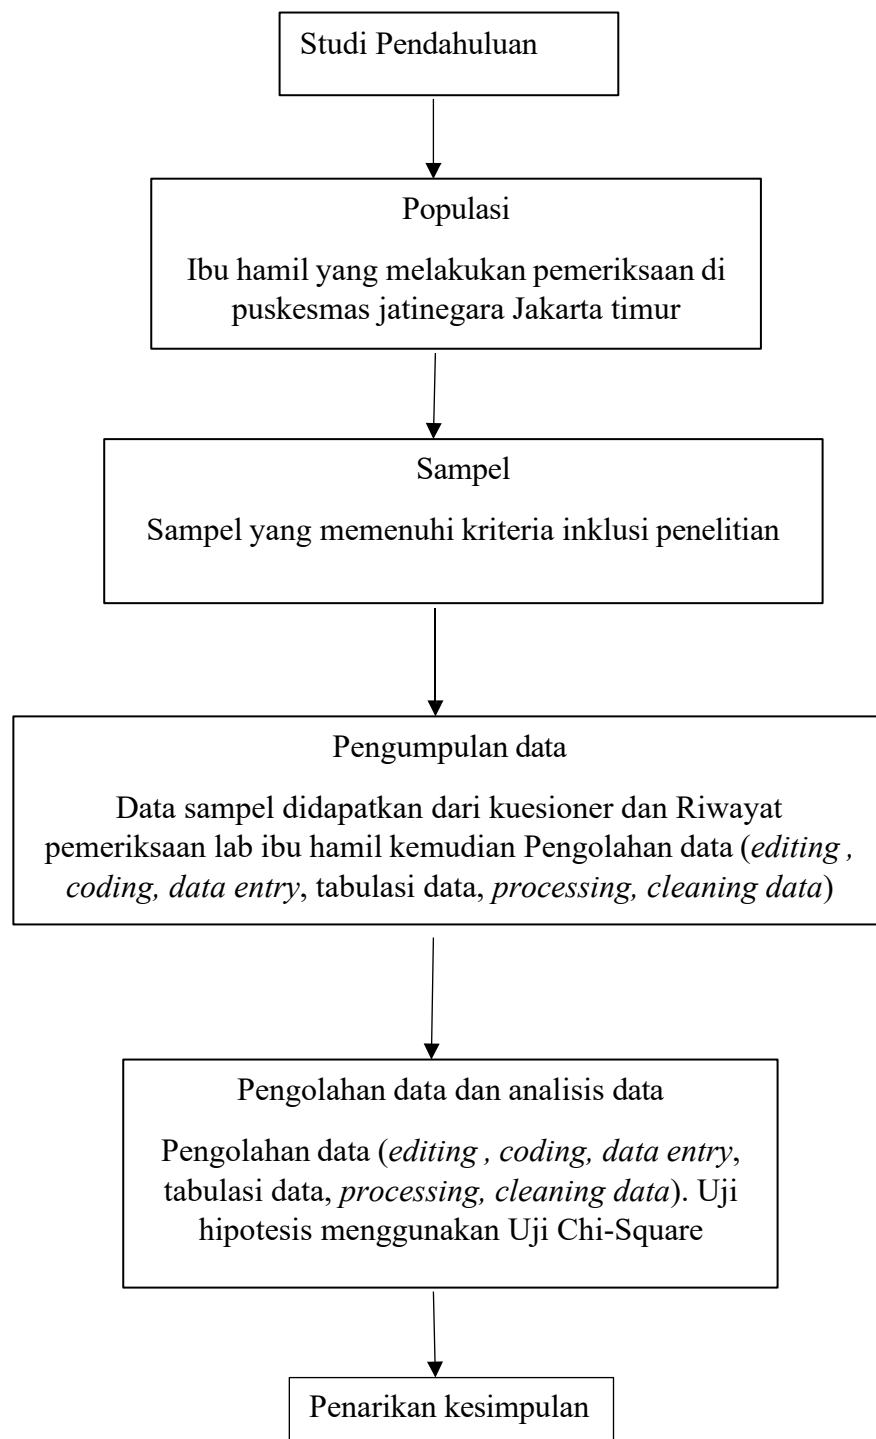 Studi Pendahuluan
Populasi
Ibu hamil yang melakukan pemeriksaan di
puskesmas jatinegara Jakarta timur
Sampel
Sampel yang memenuhi kriteria inklusi penelitian
Pengumpulan data
Data sampel didapatkan dari kuesioner dan Riwayat
pemeriksaan lab ibu hamil kemudian Pengolahan data (editing ,
coding, data entry, tabulasi data, processing, cleaning data)
Pengolahan data dan analisis data
Pengolahan data (editing , coding, data entry,
tabulasi data, processing, cleaning data). Uji
hipotesis menggunakan Uji Chi-Square
Penarikan kesimpulan